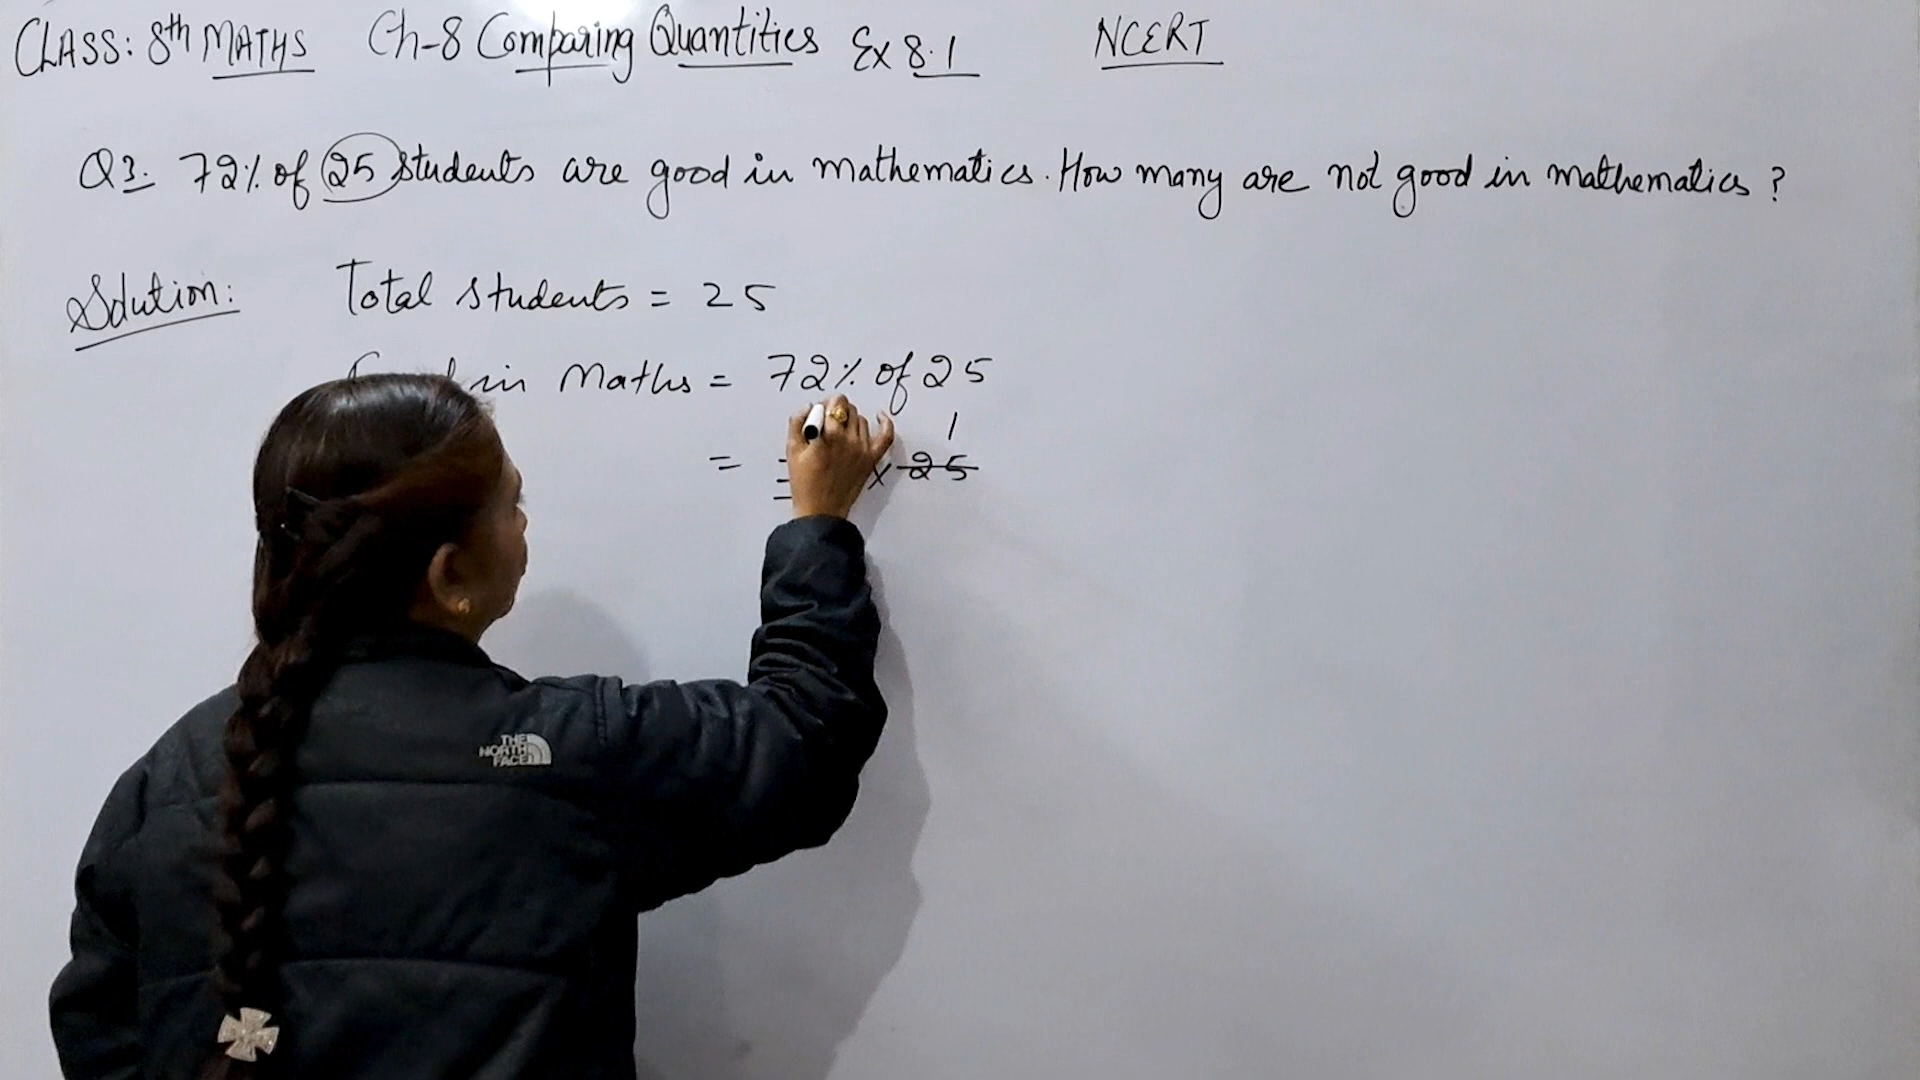 CLASS: 8th MATHS Ch-8 Comparing Quantities Ex 8.1 NCERT
Q3. 72% of 25 students are good in mathematics. How many are not good in mathematics ?
Solution: Total students = 25
in Maths = 72% of 25
1
= × 25
THE NORTH FACE